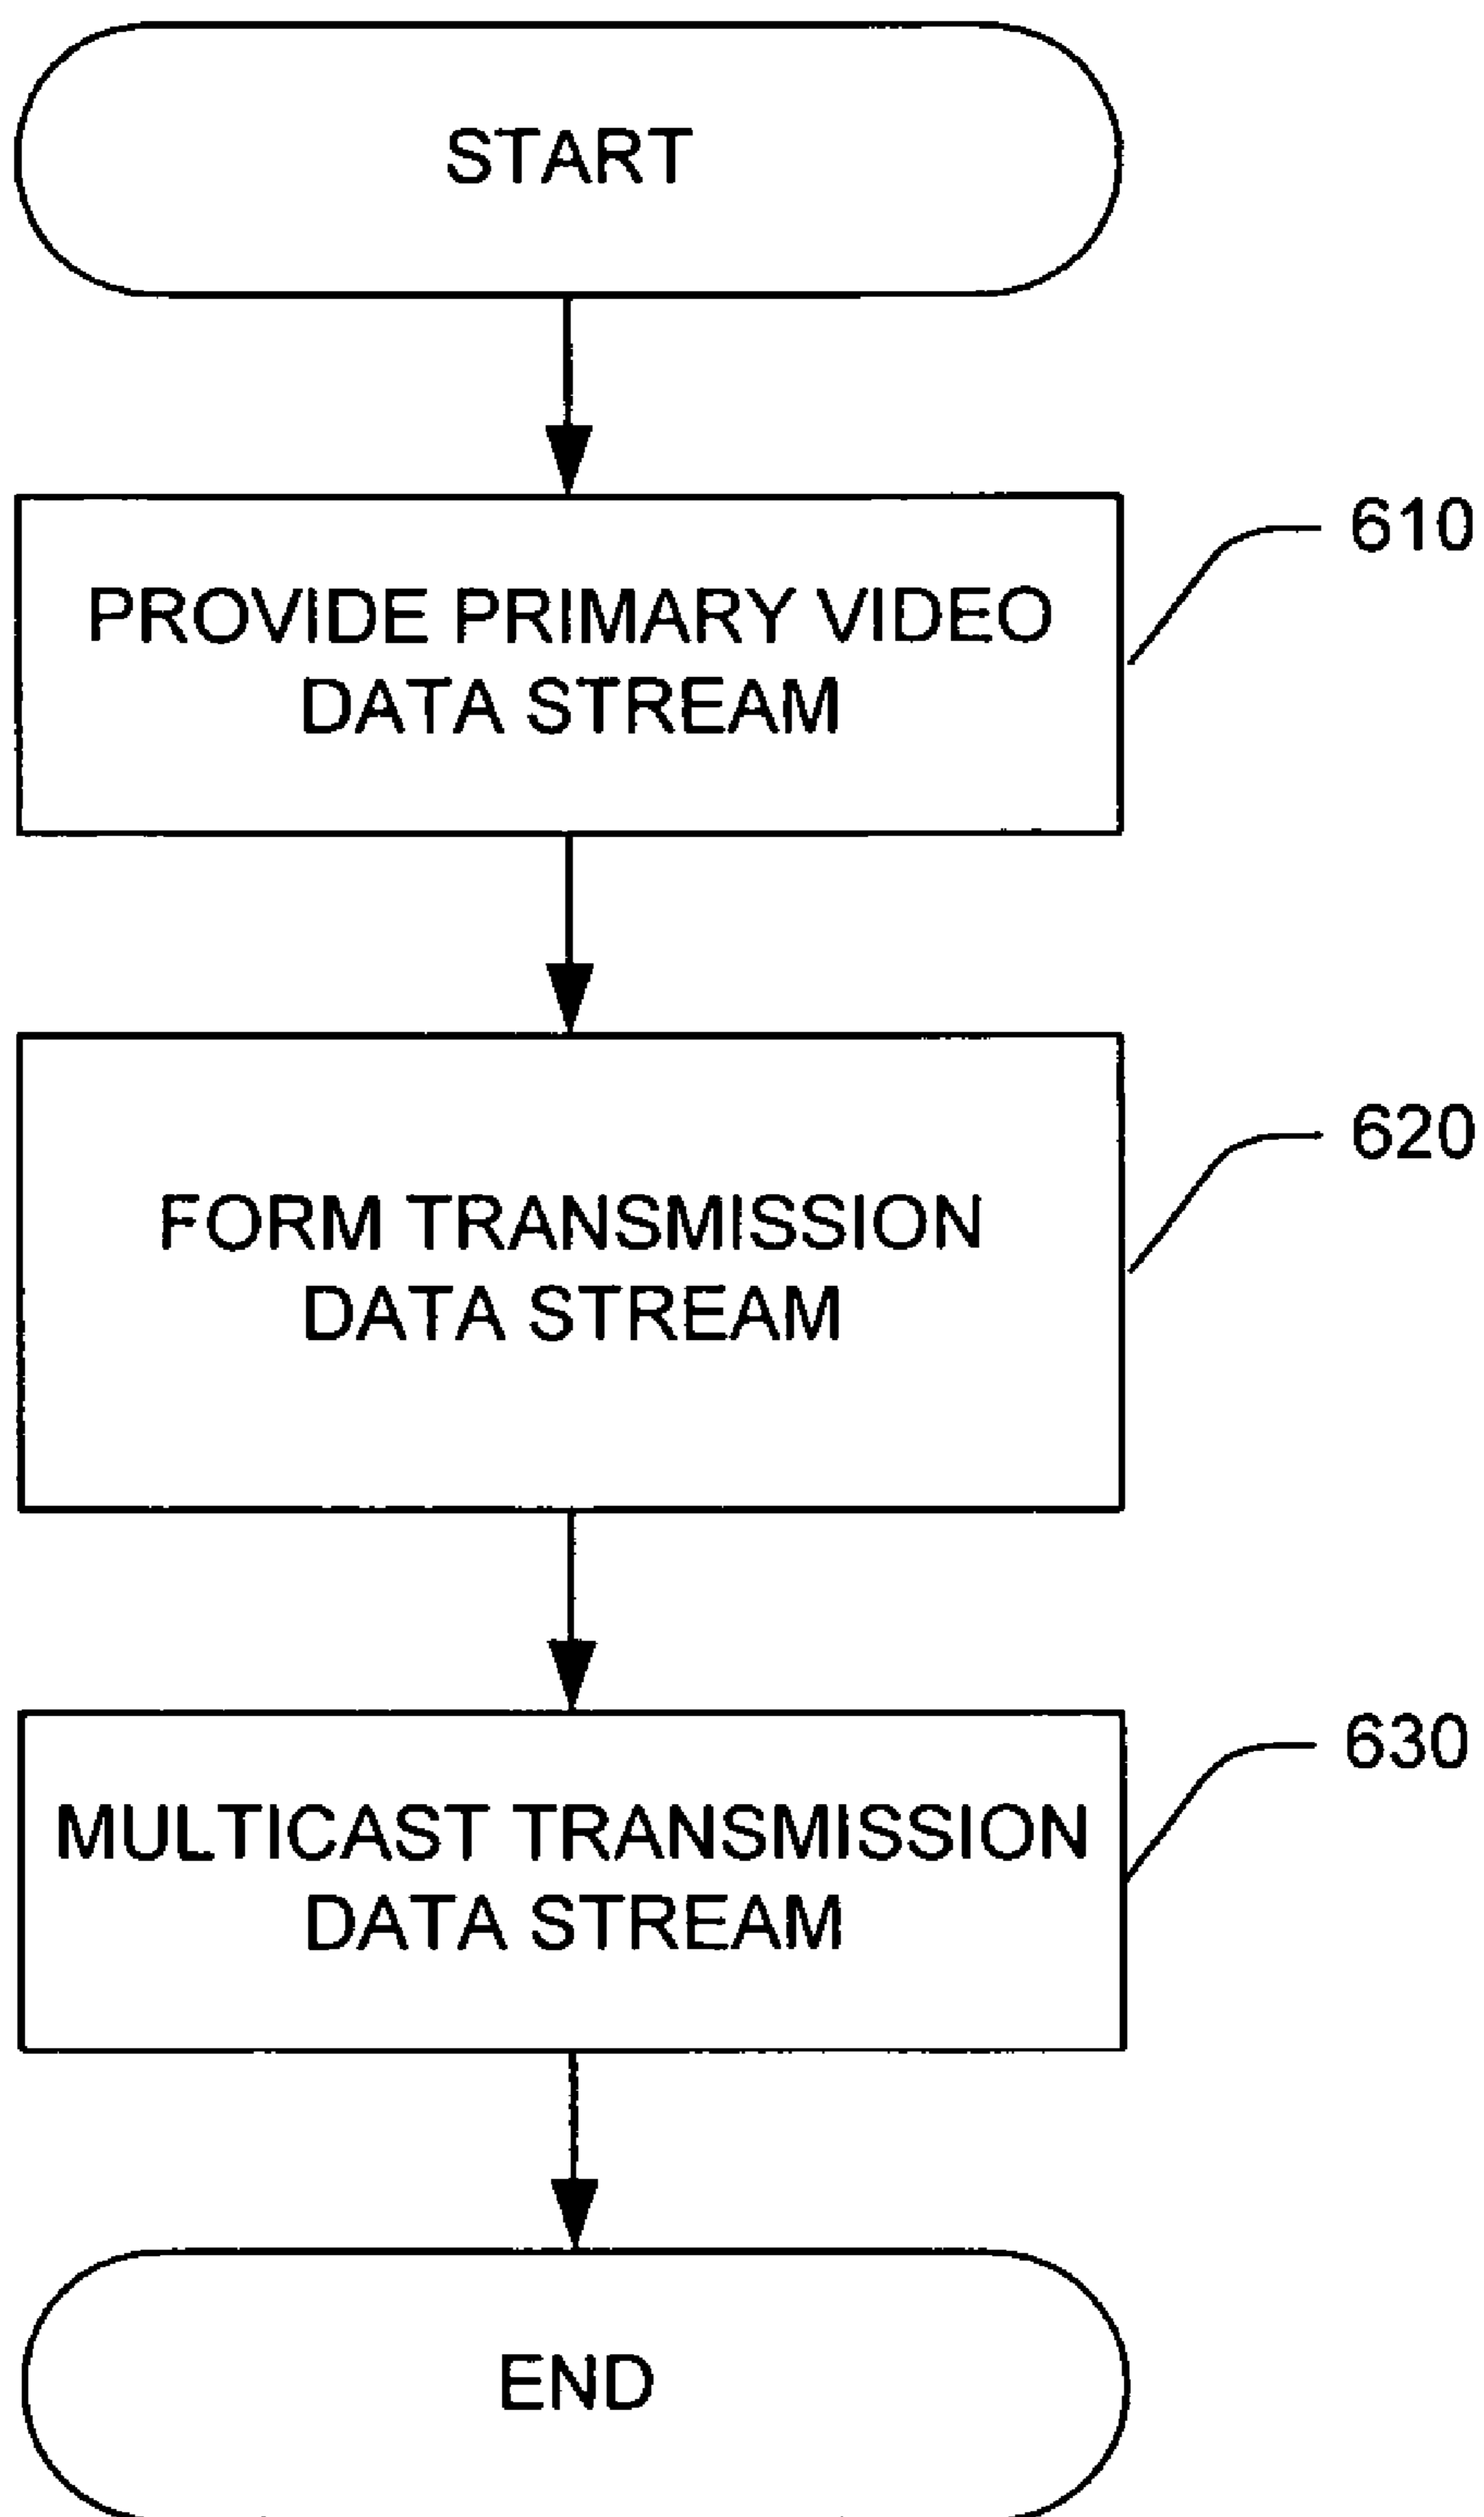 START
610
PROVIDE PRIMARY VIDEO
DATA STREAM
620
FORM TRANSMISSION
DATA STREAM
630
MULTICAST TRANSMISSION
DATA STREAM
END